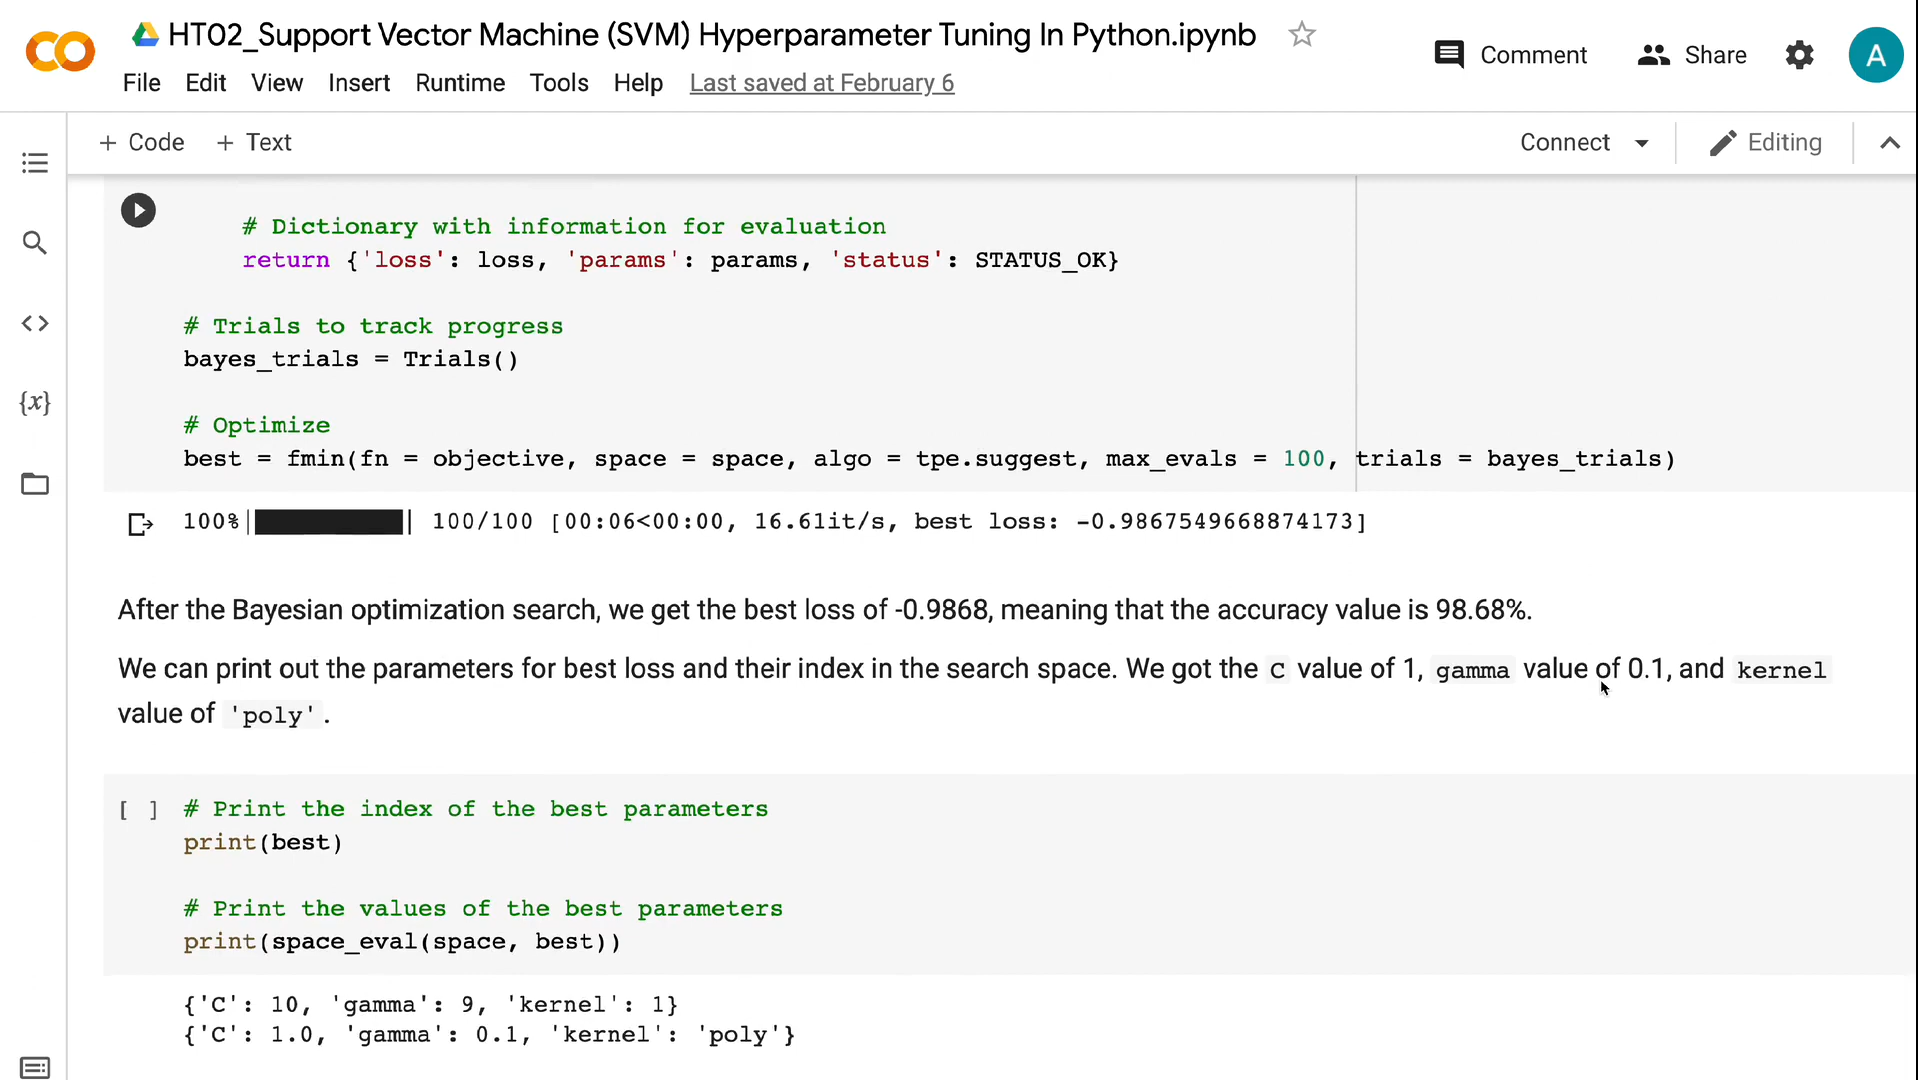 HT02_Support Vector Machine (SVM) Hyperparameter Tuning In Python.ipynb
Comment
Share
A
File Edit View Insert Runtime Tools Help Last saved at February 6
+ Code + Text
Connect
Editing
# Dictionary with information for evaluation
return {'loss': loss, 'params': params, 'status': STATUS_OK}
# Trials to track progress
bayes_trials = Trials()
# Optimize
best = fmin(fn = objective, space = space, algo = tpe.suggest, max_evals = 100, trials = bayes_trials)
100%|██████████| 100/100 [00:06<00:00, 16.61it/s, best loss: -0.9867549668874173]
After the Bayesian optimization search, we get the best loss of -0.9868, meaning that the accuracy value is 98.68%.
We can print out the parameters for best loss and their index in the search space. We got the C value of 1, gamma value of 0.1, and kernel
value of 'poly'.
[ ] # Print the index of the best parameters
print(best)
# Print the values of the best parameters
print(space_eval(space, best))
{'C': 10, 'gamma': 9, 'kernel': 1}
{'C': 1.0, 'gamma': 0.1, 'kernel': 'poly'}